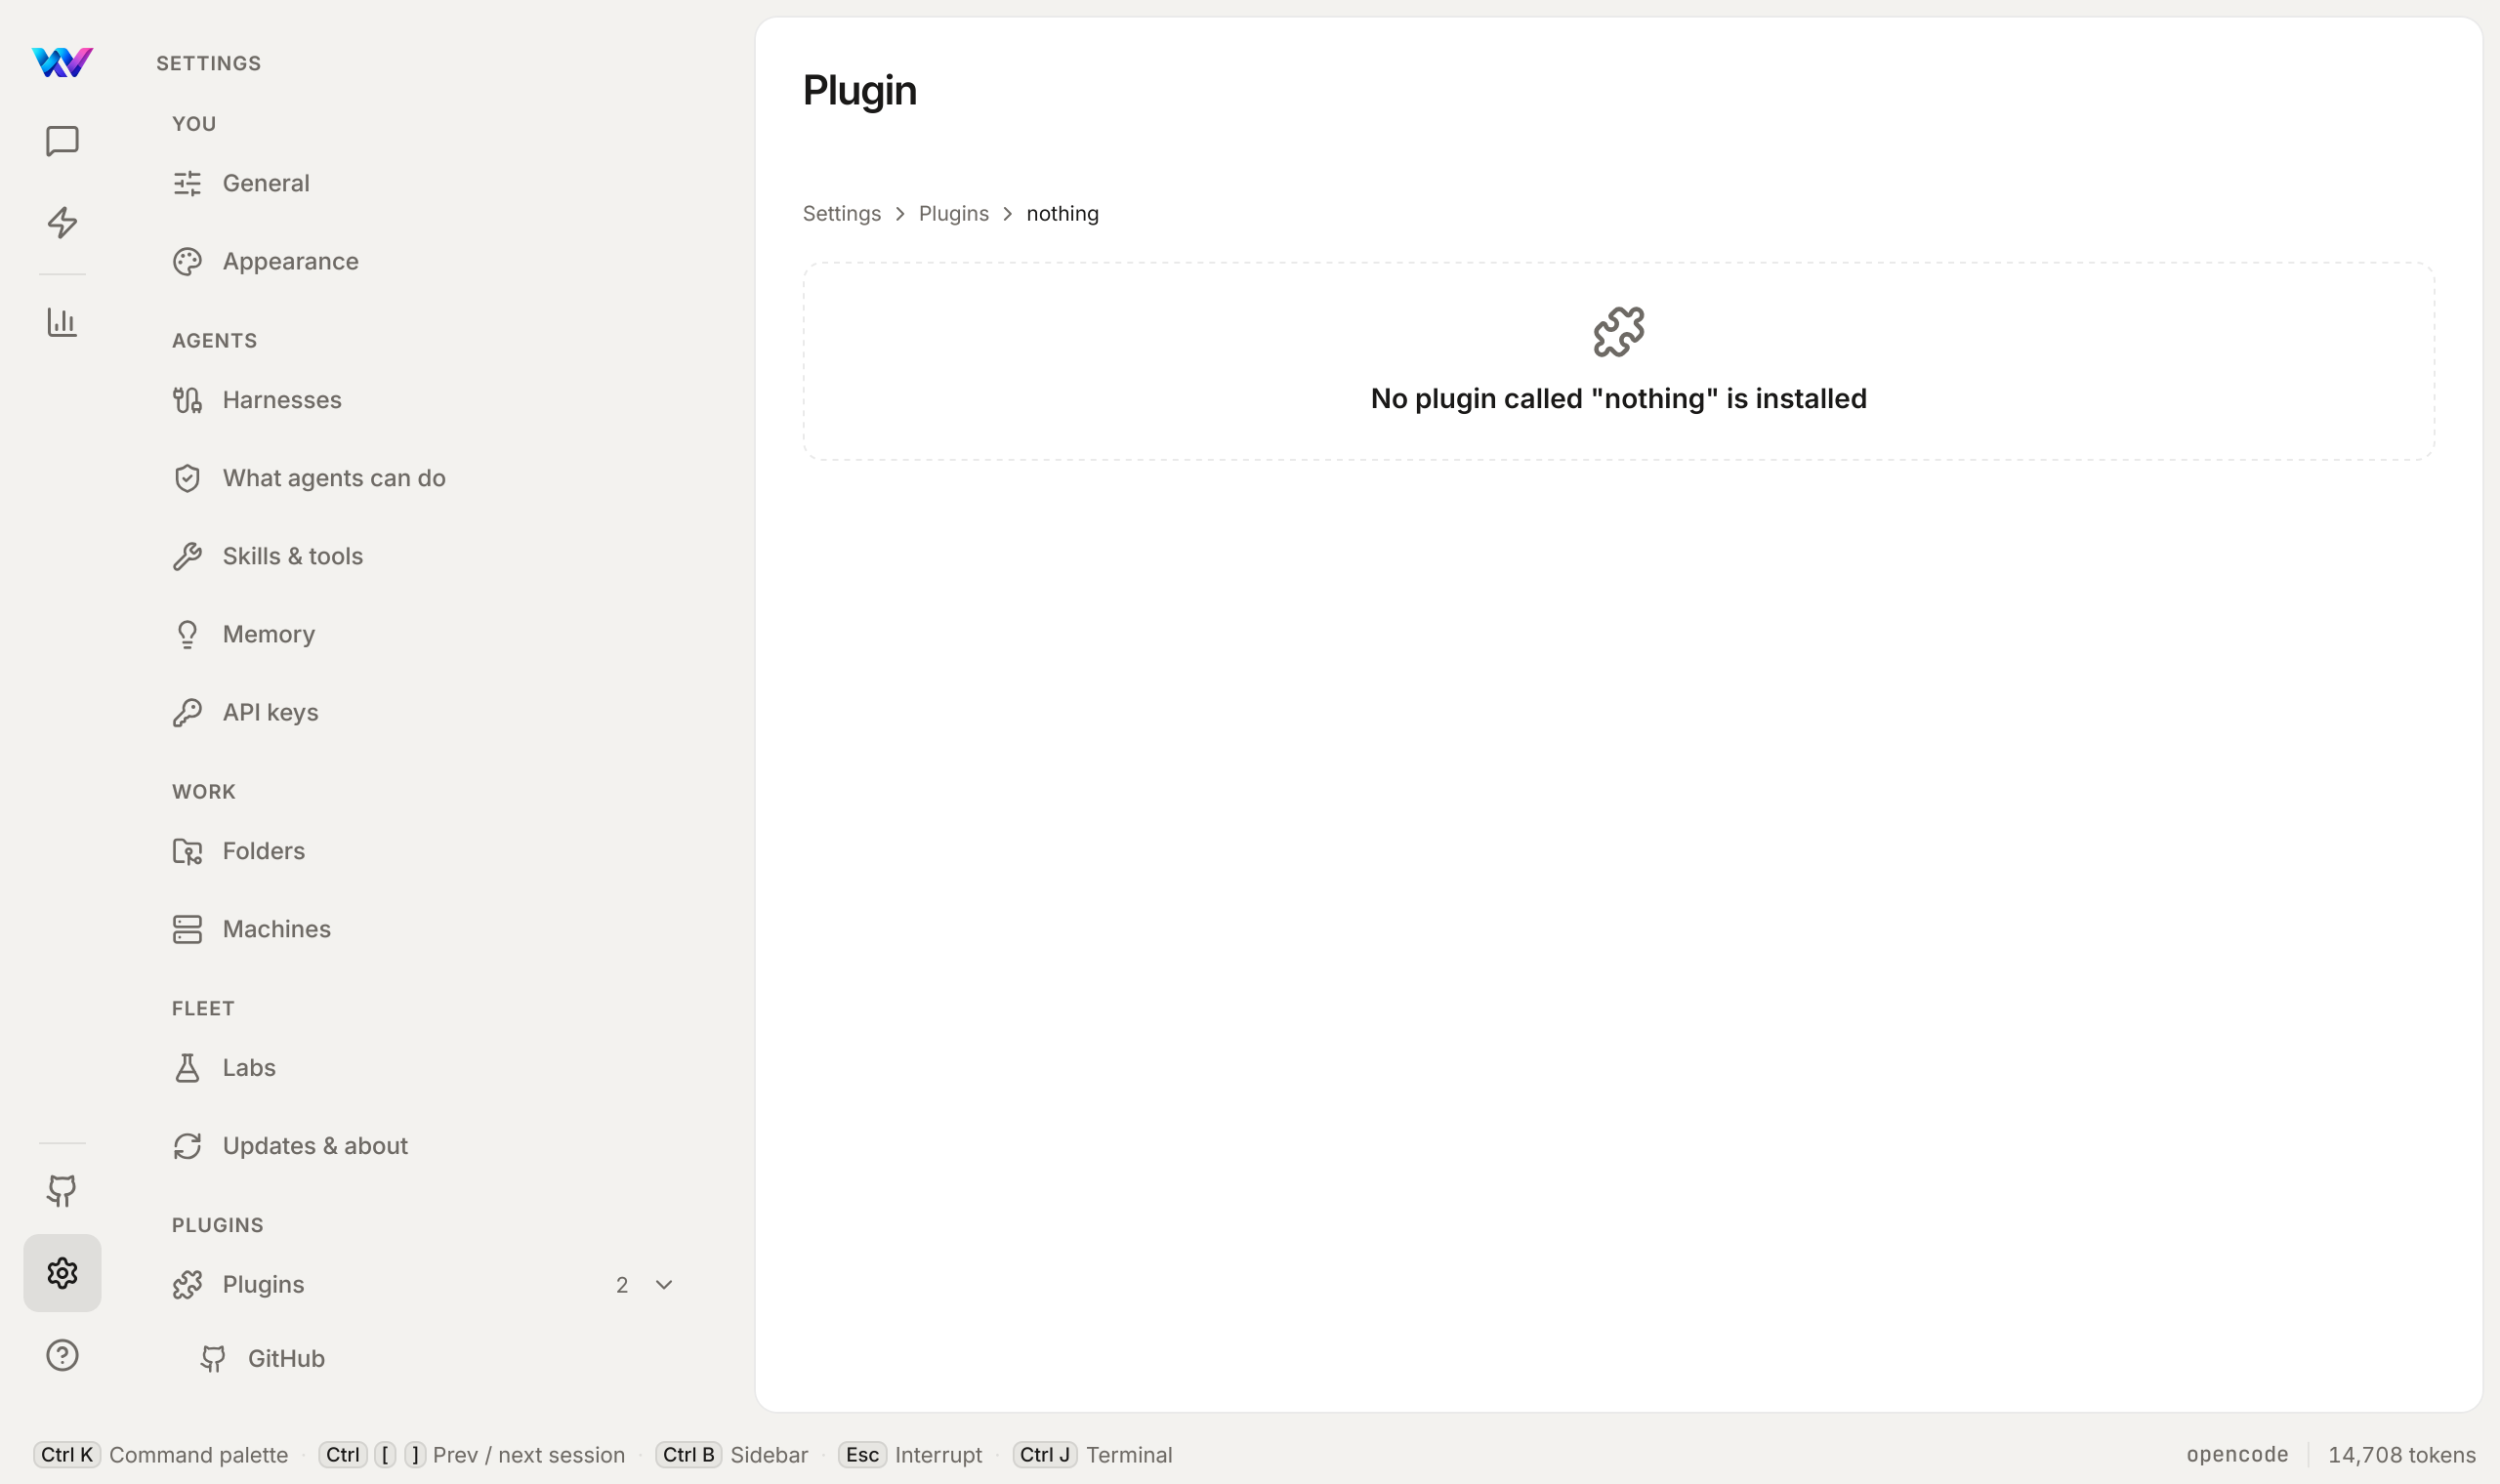 SETTINGS
YOU
General
Appearance
AGENTS
Harnesses
What agents can do
Skills & tools
Memory
API keys
WORK
Folders
Machines
FLEET
Labs
Updates & about
PLUGINS
Plugins 2
GitHub
Plugin
Settings > Plugins > nothing
No plugin called "nothing" is installed
Ctrl K Command palette · Ctrl [ ] Prev / next session · Ctrl B Sidebar · Esc Interrupt · Ctrl J Terminal
opencode 14,708 tokens